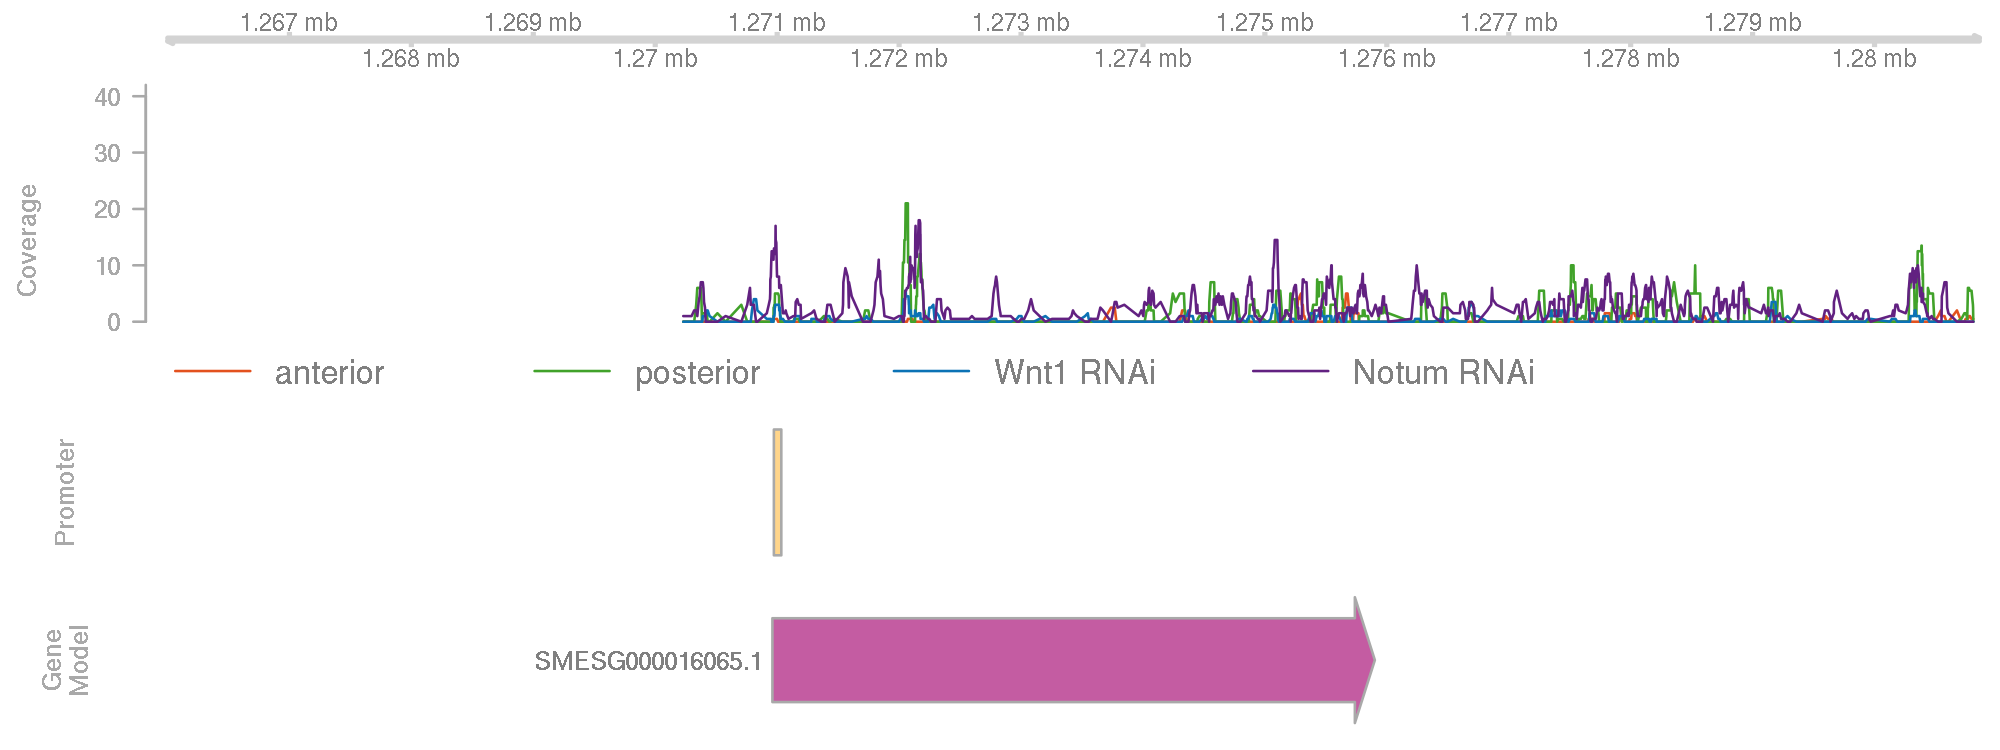 1.267 mb 1.269 mb 1.271 mb 1.273 mb 1.275 mb 1.277 mb 1.279 mb
1.268 mb 1.27 mb 1.272 mb 1.274 mb 1.276 mb 1.278 mb 1.28 mb
40
30
20
10
0
Coverage
anterior posterior Wnt1 RNAi Notum RNAi
Promoter
Gene
Model
SMESG000016065.1